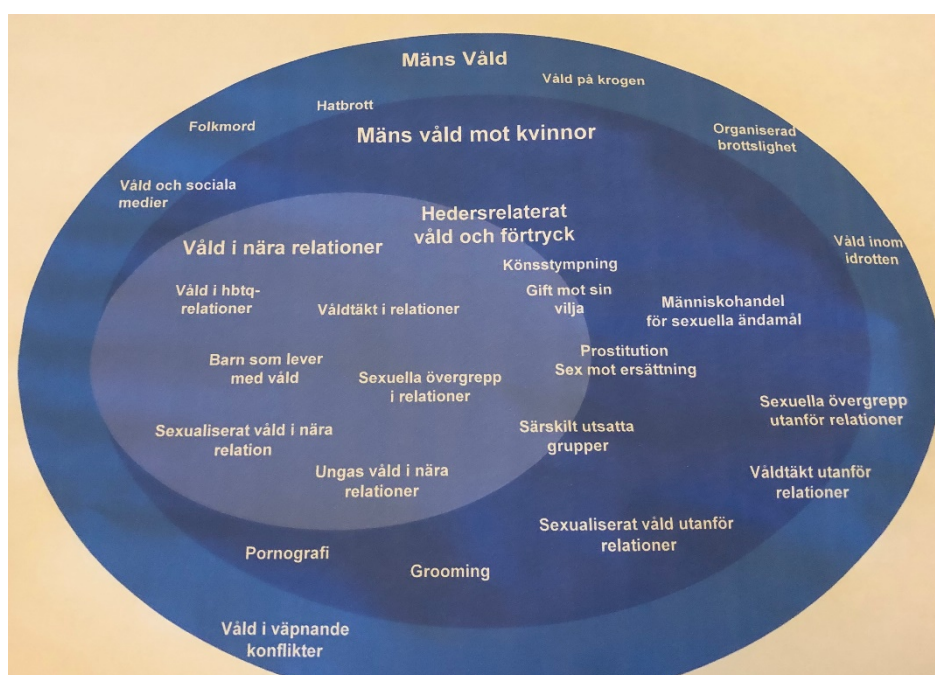 Mäns Våld
Våld på krogen
Hatbrott
Folkmord
Mäns våld mot kvinnor
Organiserad
brottslighet
Våld och sociala
medier
Hedersrelaterat
våld och förtryck
Våld i nära relationer
Våld inom
idrotten
Könsstympning
Våld i hbtq-
relationer
Våldtäkt i relationer
Gift mot sin
vilja
Människohandel
för sexuella ändamål
Barn som lever
med våld
Prostitution
Sex mot ersättning
Sexuella övergrepp
i relationer
Sexuella övergrepp
utanför relationer
Sexualiserat våld i nära
relation
Särskilt utsatta
grupper
Ungas våld i nära
relationer
Våldtäkt utanför
relationer
Sexualiserat våld utanför
relationer
Pornografi
Grooming
Våld i väpnande
konflikter